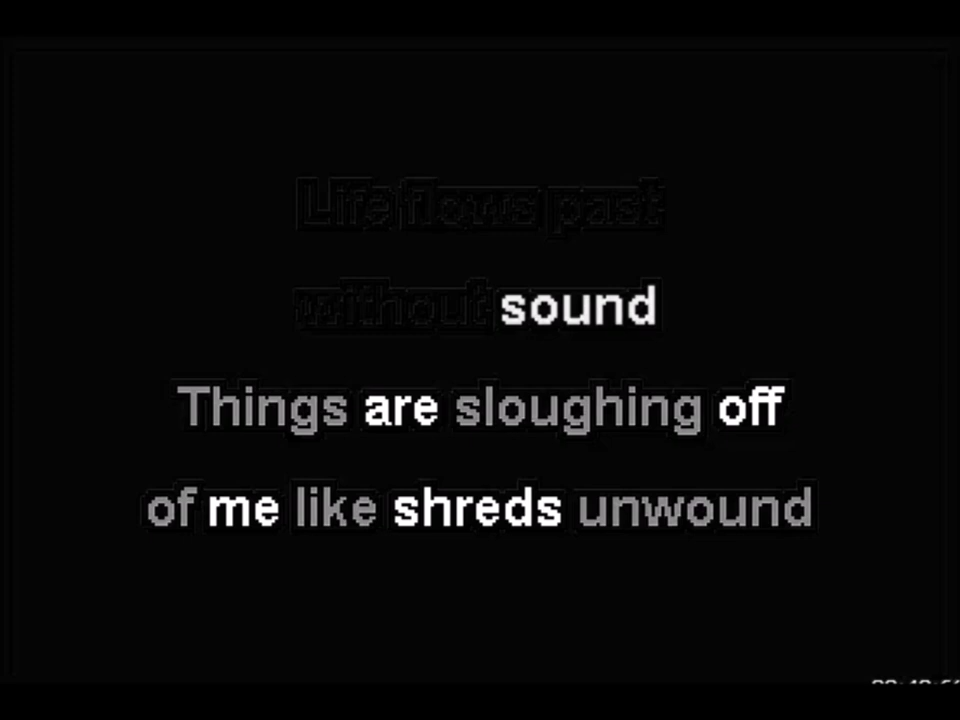 Life flows past
without sound
Things are sloughing off
of me like shreds unwound